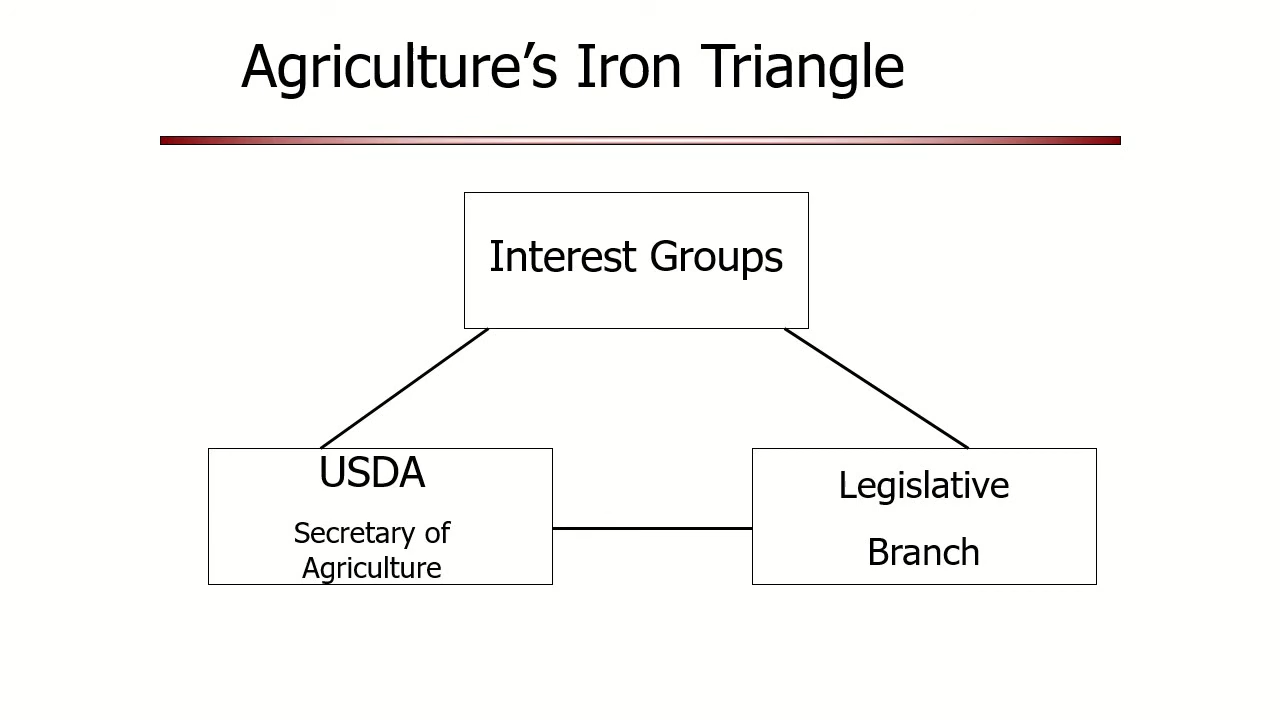 Agriculture’s Iron Triangle
Interest Groups
USDA
Secretary of
Agriculture
Legislative
Branch